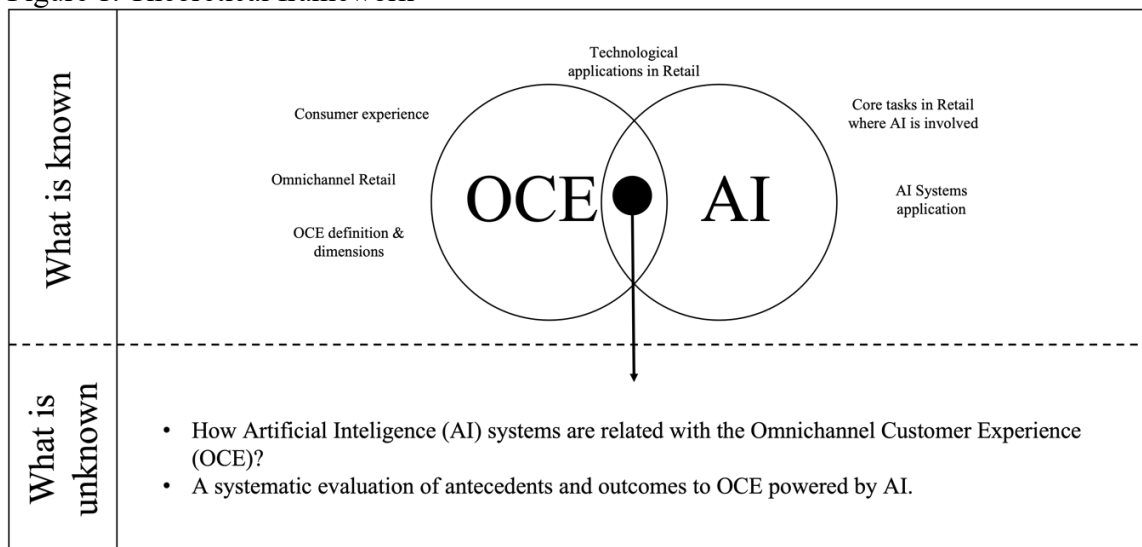 Figure 1. Theoretical framework
What is known
Technological
applications in Retail
Consumer experience
Core tasks in Retail
where AI is involved
Omnichannel Retail
OCE
AI
AI Systems
application
OCE definition &
dimensions
What is
unknown
• How Artificial Inteligence (AI) systems are related with the Omnichannel Customer Experience
(OCE)?
• A systematic evaluation of antecedents and outcomes to OCE powered by AI.